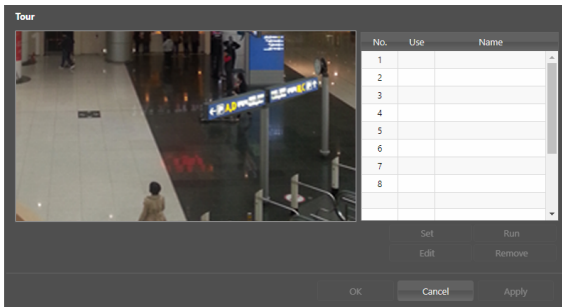 Tour
No. Use Name
1
2
3
4
5
6
7
8
A,D
B,C
Set Run
Edit Remove
OK Cancel Apply